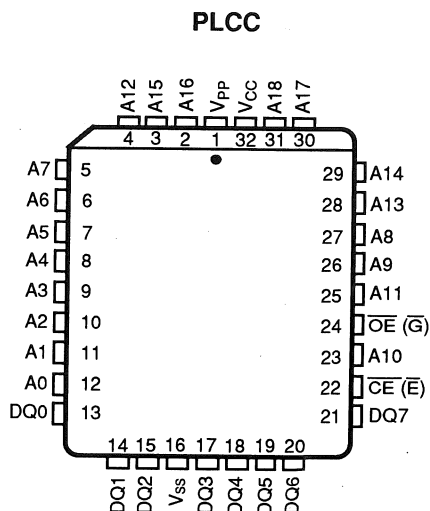 PLCC
A12 A15 A16 VPP VCC A18 A17
4 3 2 1 32 31 30
A7 5 29 A14
A6 6 28 A13
A5 7 27 A8
A4 8 26 A9
A3 9 25 A11
A2 10 24 OE (G)
A1 11 23 A10
A0 12 22 CE (E)
DQ0 13 21 DQ7
14 15 16 17 18 19 20
DQ1 DQ2 VSS DQ3 DQ4 DQ5 DQ6